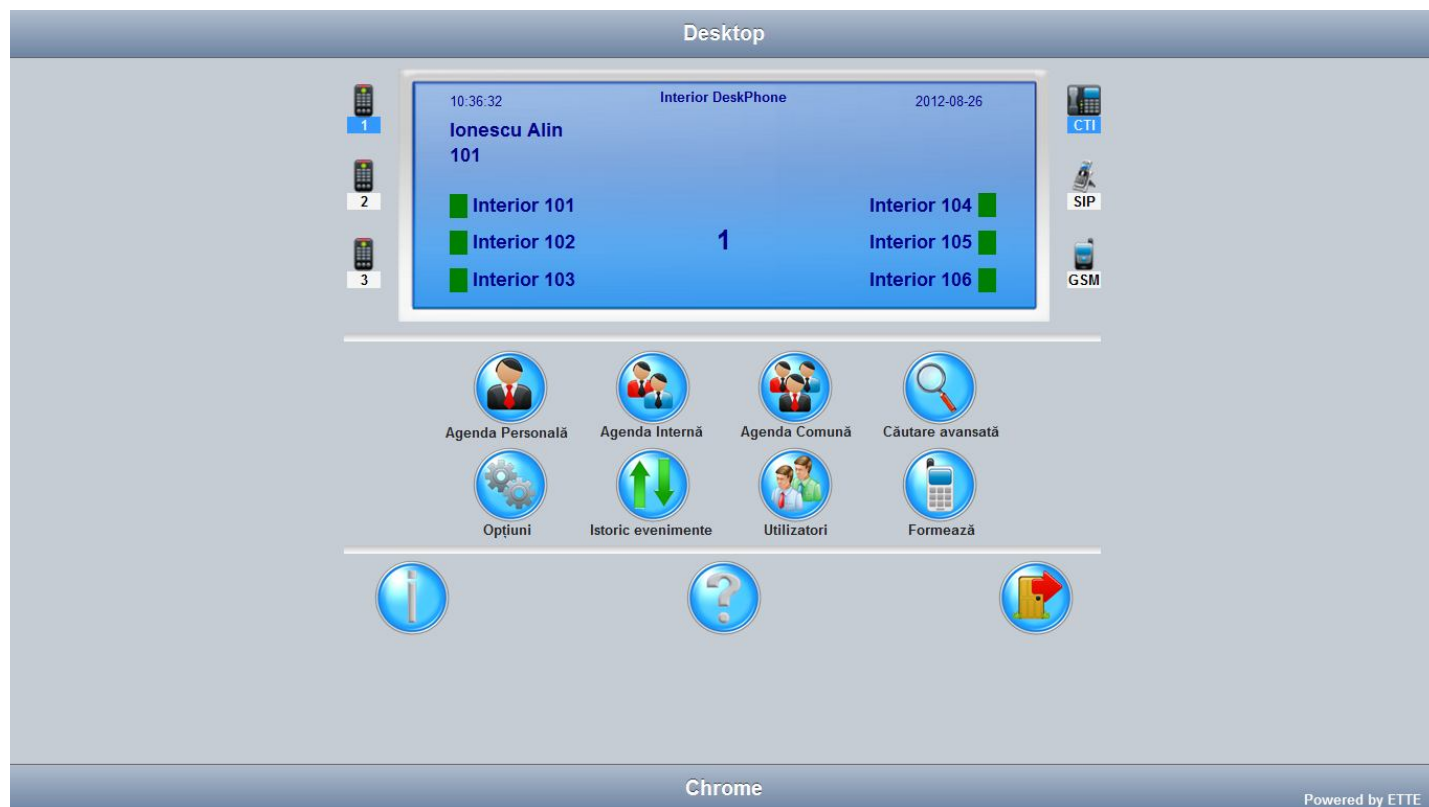 Desktop
10:36:32 Interior DeskPhone 2012-08-26
1 CTI
Ionescu Alin
101
2 Interior 101 Interior 104 SIP
Interior 102 1 Interior 105
3 Interior 103 Interior 106 GSM
Agenda Personală Agenda Internă Agenda Comună Căutare avansată
Opțiuni Istoric evenimente Utilizatori Formează
i ?
Chrome
Powered by ETTE